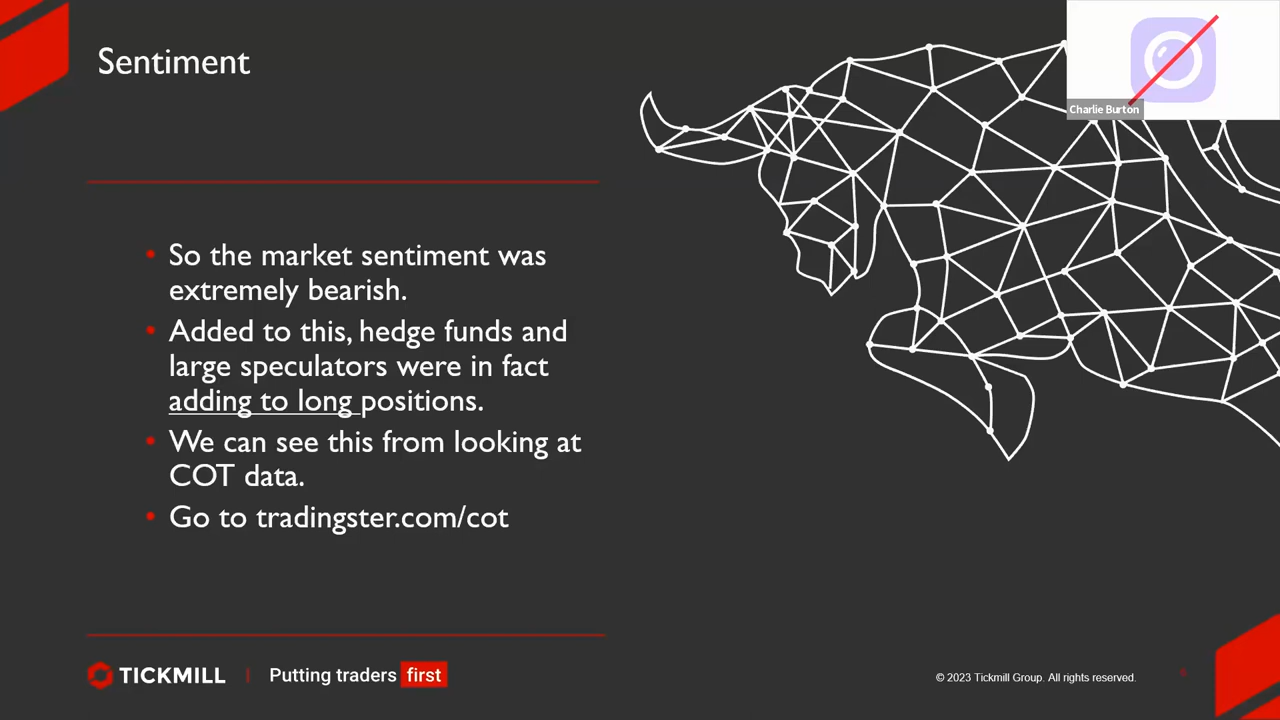 Sentiment
Charlie Burton
So the market sentiment was
extremely bearish.
Added to this, hedge funds and
large speculators were in fact
adding to long positions.
We can see this from looking at
COT data.
Go to tradingster.com/cot
TICKMILL | Putting traders first
© 2023 Tickmill Group. All rights reserved.